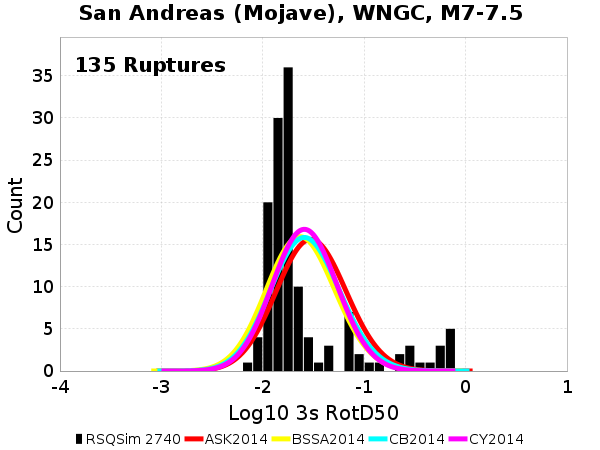 San Andreas (Mojave), WNGC, M7-7.5
135 Ruptures
35
30
25
20
15
10
5
0
Count
-4 -3 -2 -1 0 1
Log10 3s RotD50
RSQSim 2740 ASK2014 BSSA2014 CB2014 CY2014